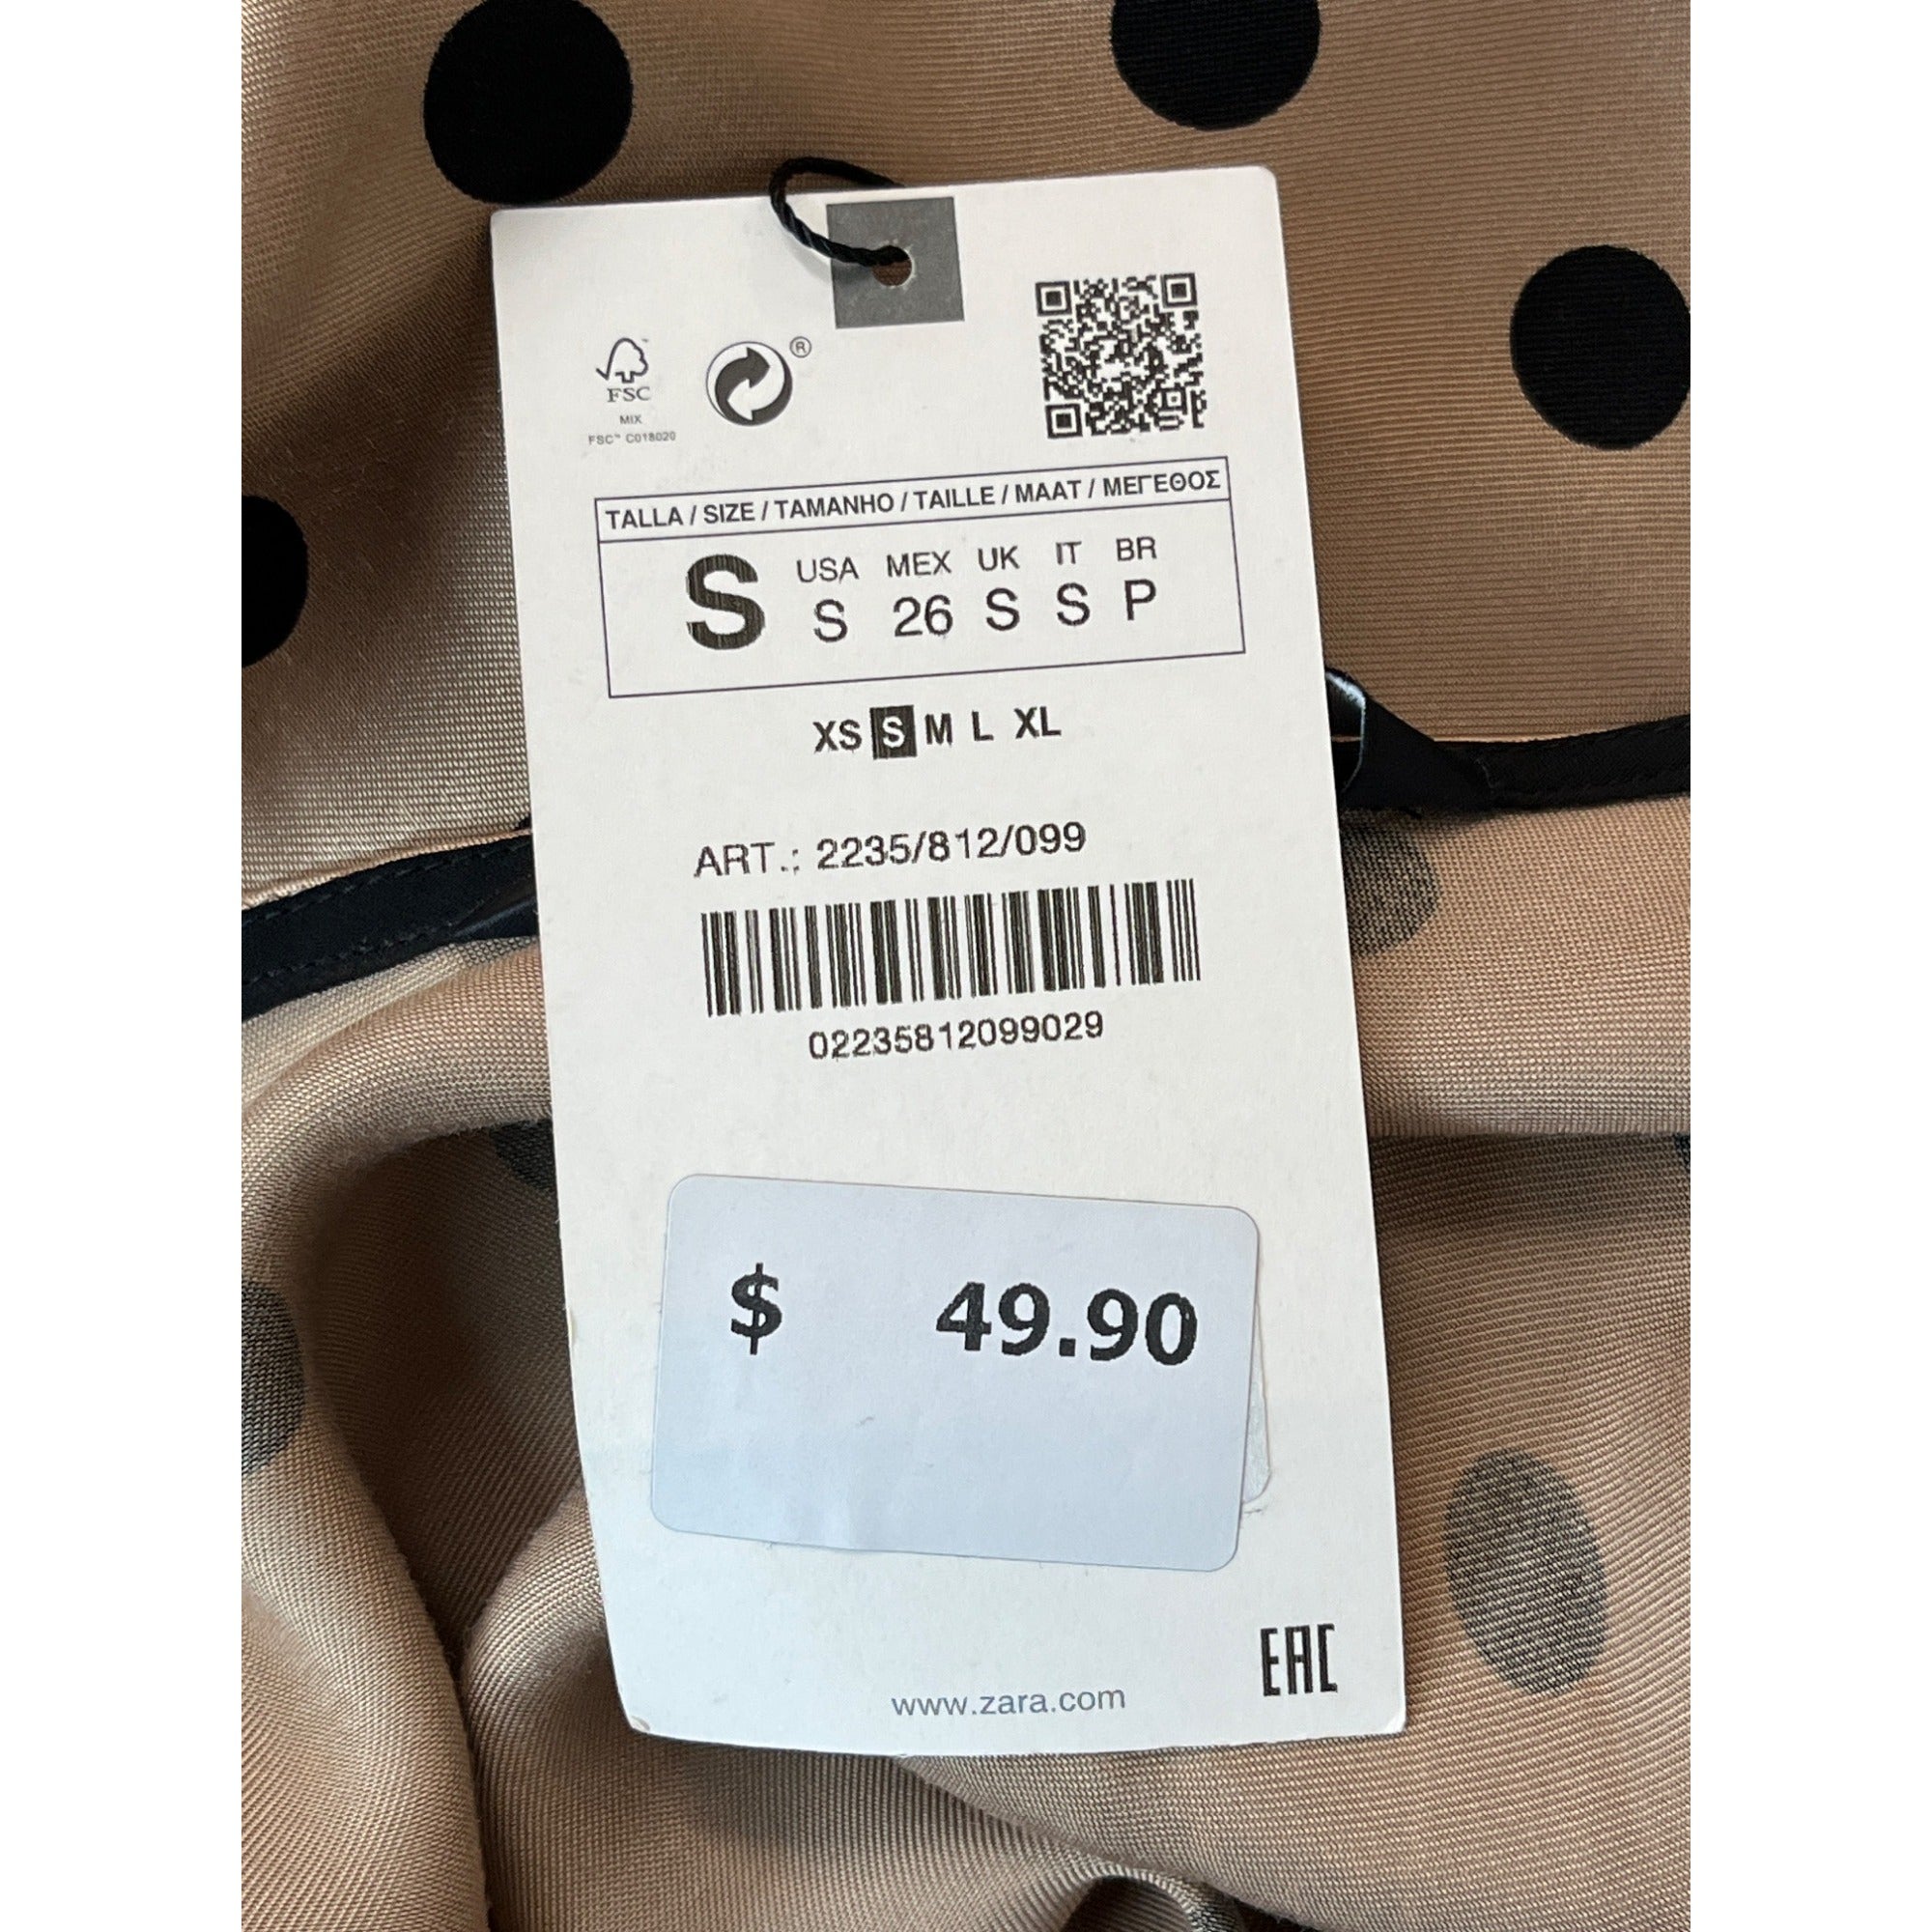 FSC
MIX
FSC™ C018020
®
TALLA / SIZE / TAMANHO / TAILLE / MAAT / ΜΕΓΕΘΟΣ
S USA MEX UK IT BR
S 26 S S P
XS S M L XL
ART.: 2235/812/099
02235812099029
$ 49.90
EAC
www.zara.com